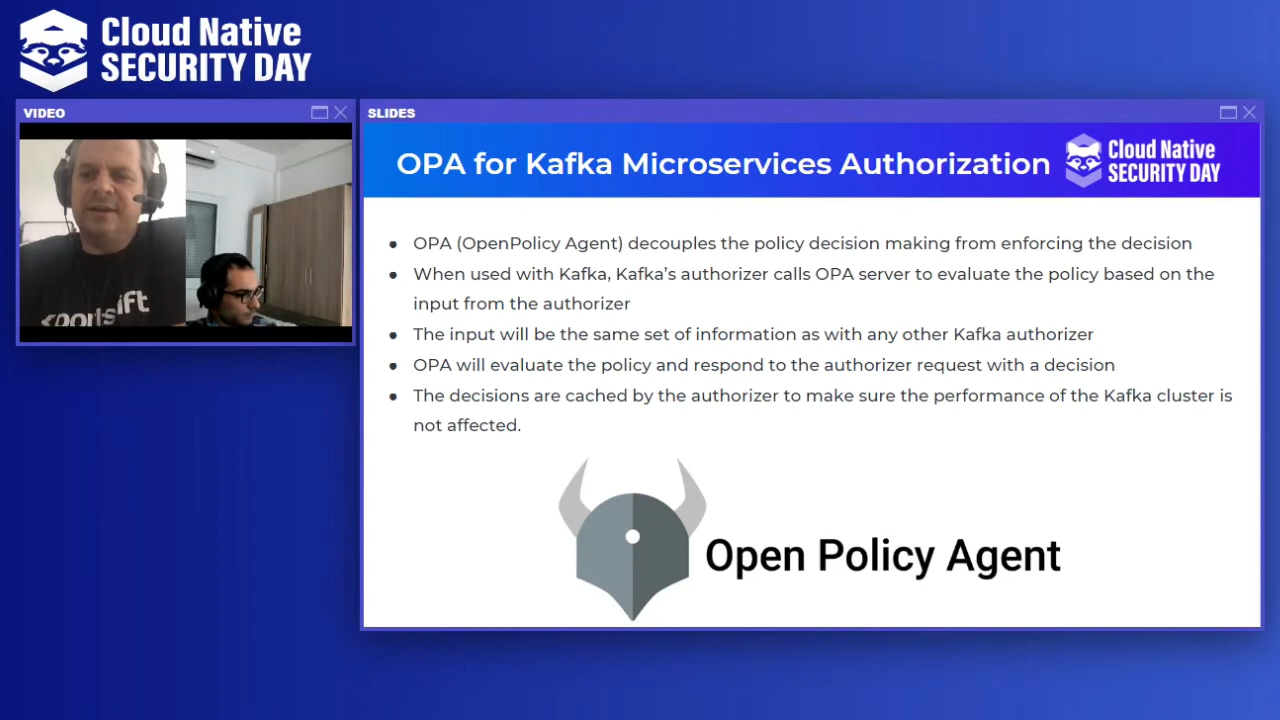 Cloud Native
SECURITY DAY
VIDEO
SLIDES
OPA for Kafka Microservices Authorization
Cloud Native
SECURITY DAY
● OPA (OpenPolicy Agent) decouples the policy decision making from enforcing the decision
● When used with Kafka, Kafka's authorizer calls OPA server to evaluate the policy based on the
input from the authorizer
● The input will be the same set of information as with any other Kafka authorizer
● OPA will evaluate the policy and respond to the authorizer request with a decision
● The decisions are cached by the authorizer to make sure the performance of the Kafka cluster is
not affected.
Open Policy Agent